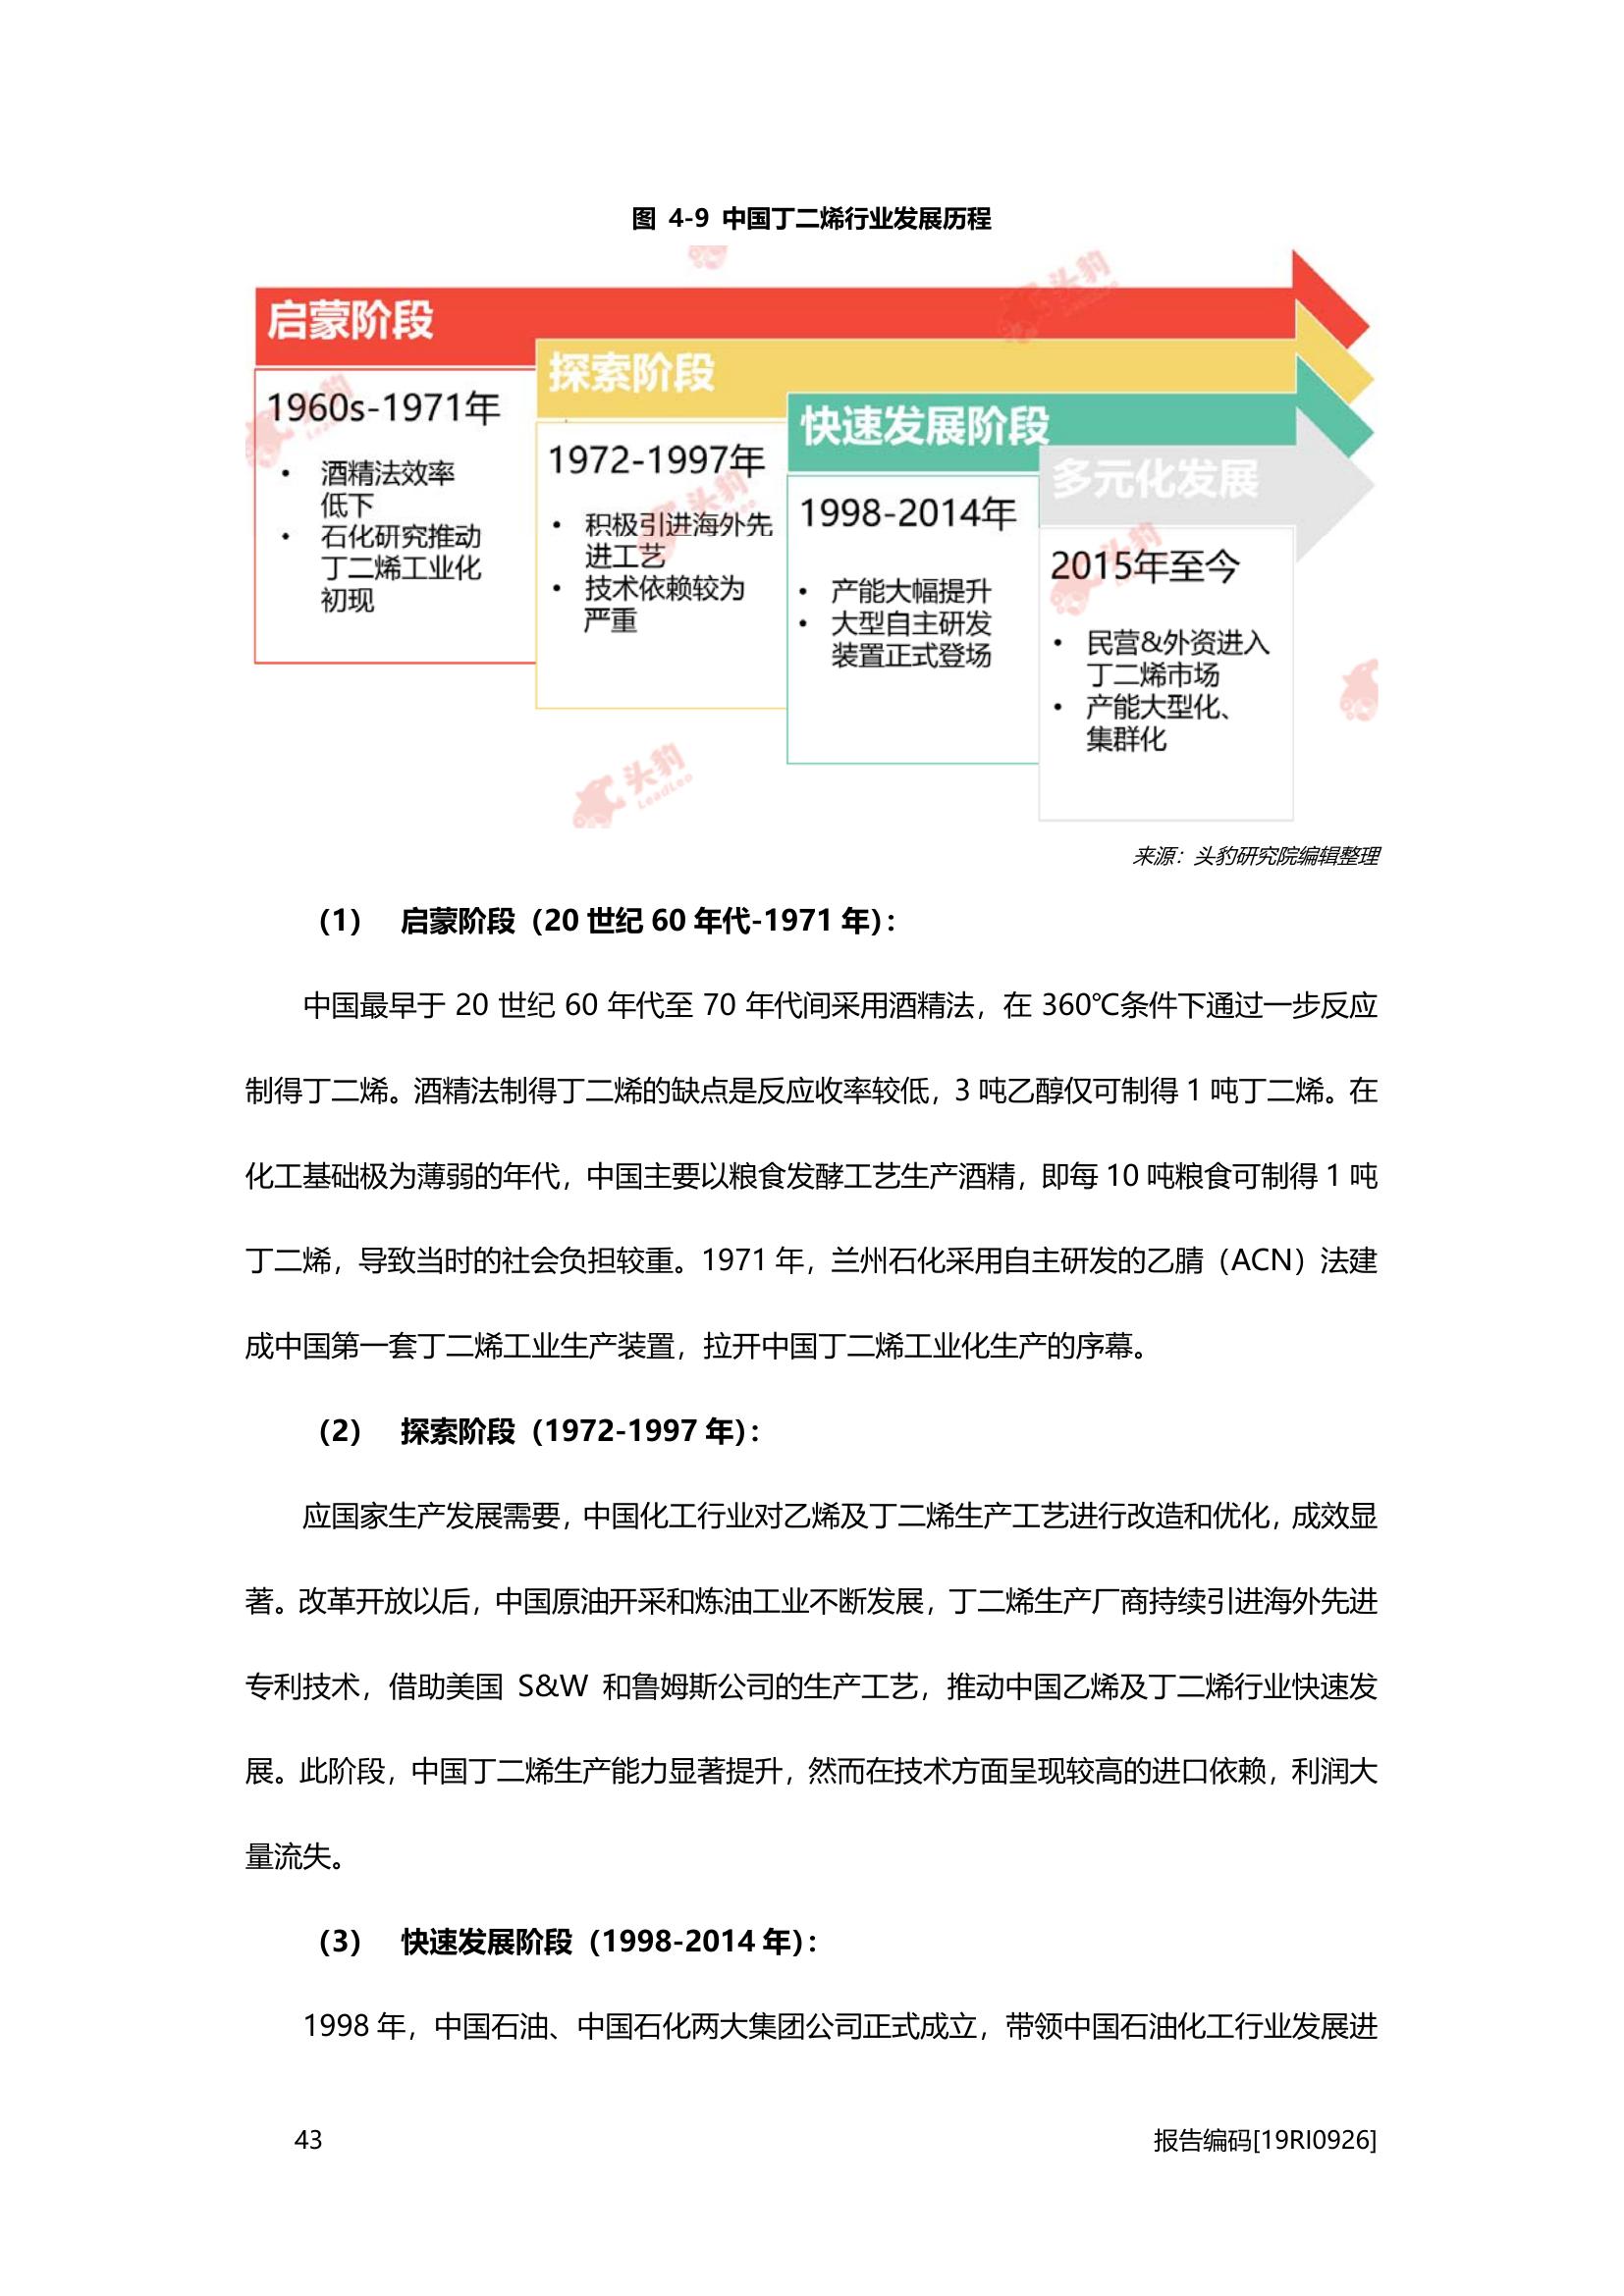 图 4-9 中国丁二烯行业发展历程
启蒙阶段
1960s-1971年
• 酒精法效率
低下
• 石化研究推动
丁二烯工业化
初现
探索阶段
1972-1997年
• 积极引进海外先
进工艺
• 技术依赖较为
严重
快速发展阶段
1998-2014年
• 产能大幅提升
• 大型自主研发
装置正式登场
多元化发展
2015年至今
• 民营&外资进入
丁二烯市场
• 产能大型化、
集群化
头豹
LeadLeo
来源：头豹研究院编辑整理
（1） 启蒙阶段（20 世纪 60 年代-1971 年）：
中国最早于 20 世纪 60 年代至 70 年代间采用酒精法，在 360℃条件下通过一步反应
制得丁二烯。酒精法制得丁二烯的缺点是反应收率较低，3 吨乙醇仅可制得 1 吨丁二烯。在
化工基础极为薄弱的年代，中国主要以粮食发酵工艺生产酒精，即每 10 吨粮食可制得 1 吨
丁二烯，导致当时的社会负担较重。1971 年，兰州石化采用自主研发的乙腈（ACN）法建
成中国第一套丁二烯工业生产装置，拉开中国丁二烯工业化生产的序幕。
（2） 探索阶段（1972-1997 年）：
应国家生产发展需要，中国化工行业对乙烯及丁二烯生产工艺进行改造和优化，成效显
著。改革开放以后，中国原油开采和炼油工业不断发展，丁二烯生产厂商持续引进海外先进
专利技术，借助美国 S&W 和鲁姆斯公司的生产工艺，推动中国乙烯及丁二烯行业快速发
展。此阶段，中国丁二烯生产能力显著提升，然而在技术方面呈现较高的进口依赖，利润大
量流失。
（3） 快速发展阶段（1998-2014 年）：
1998 年，中国石油、中国石化两大集团公司正式成立，带领中国石油化工行业发展进
43
报告编码[19RI0926]